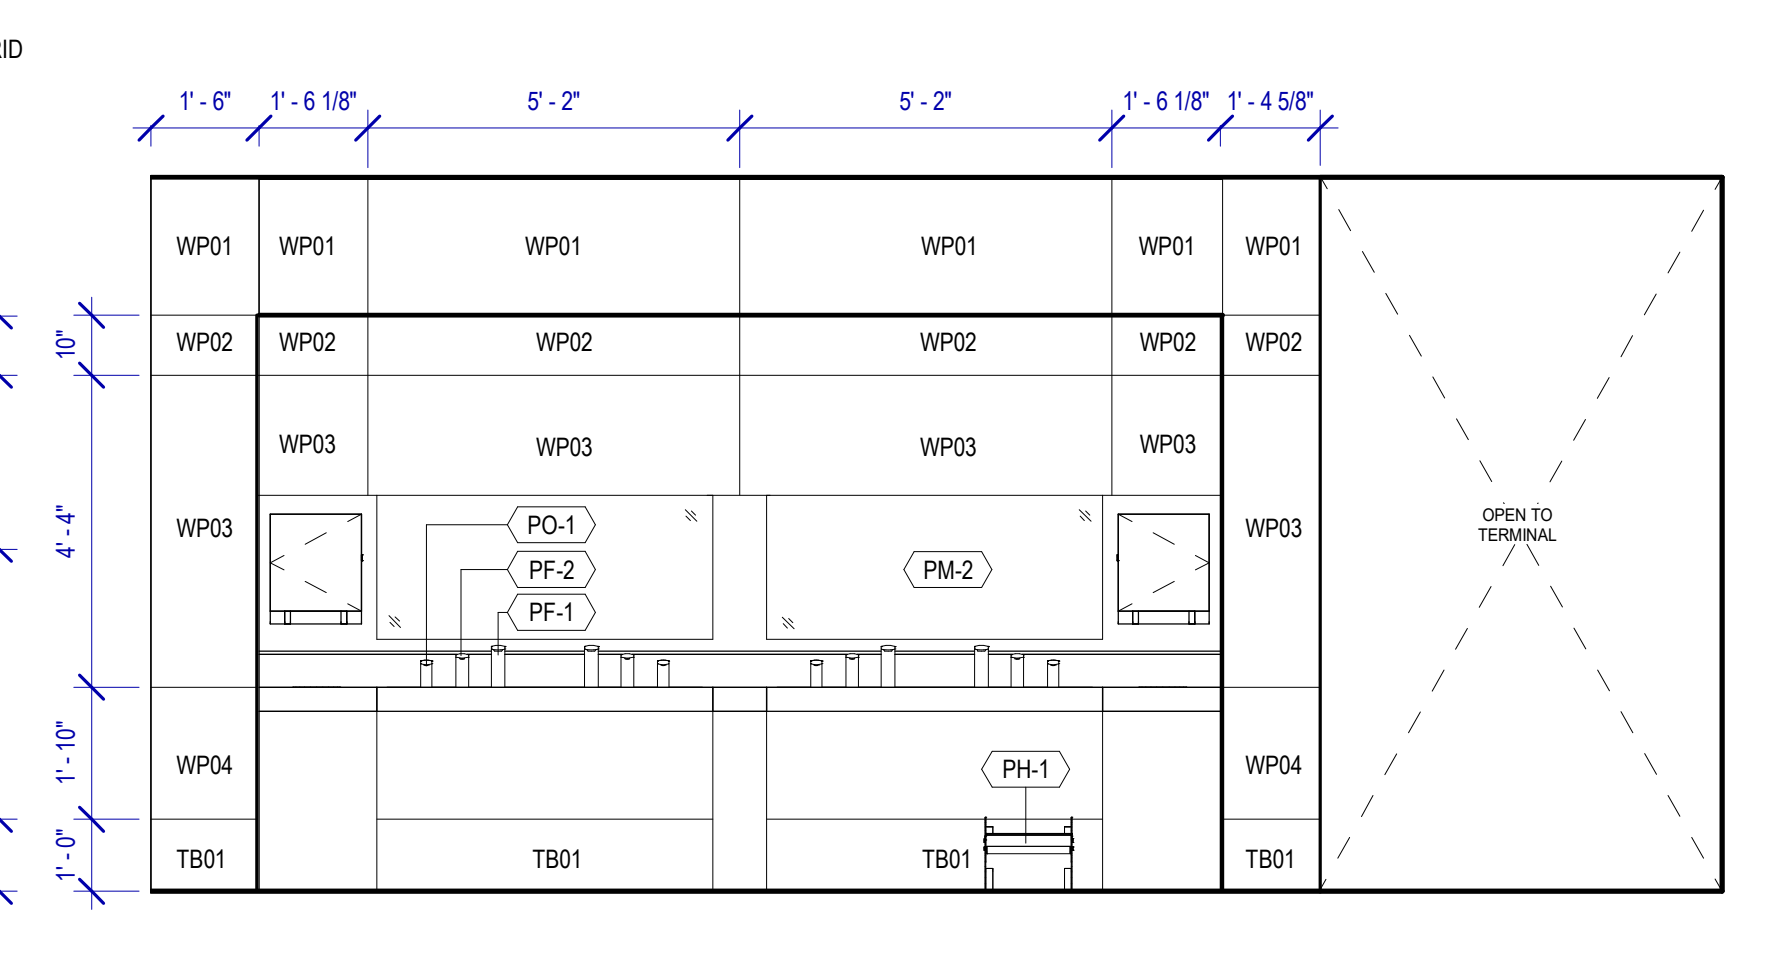 RID
1' - 6" 1' - 6 1/8" 5' - 2" 5' - 2" 1' - 6 1/8" 1' - 4 5/8"
WP01 WP01 WP01 WP01 WP01 WP01
10"
WP02 WP02 WP02 WP02 WP02 WP02
WP03 WP03 WP03 WP03
4' - 4"
WP03 PO-1 WP03
OPEN TO
TERMINAL
PF-2 PM-2
PF-1
1' - 10"
WP04 PH-1 WP04
1' - 0"
TB01 TB01 TB01 TB01